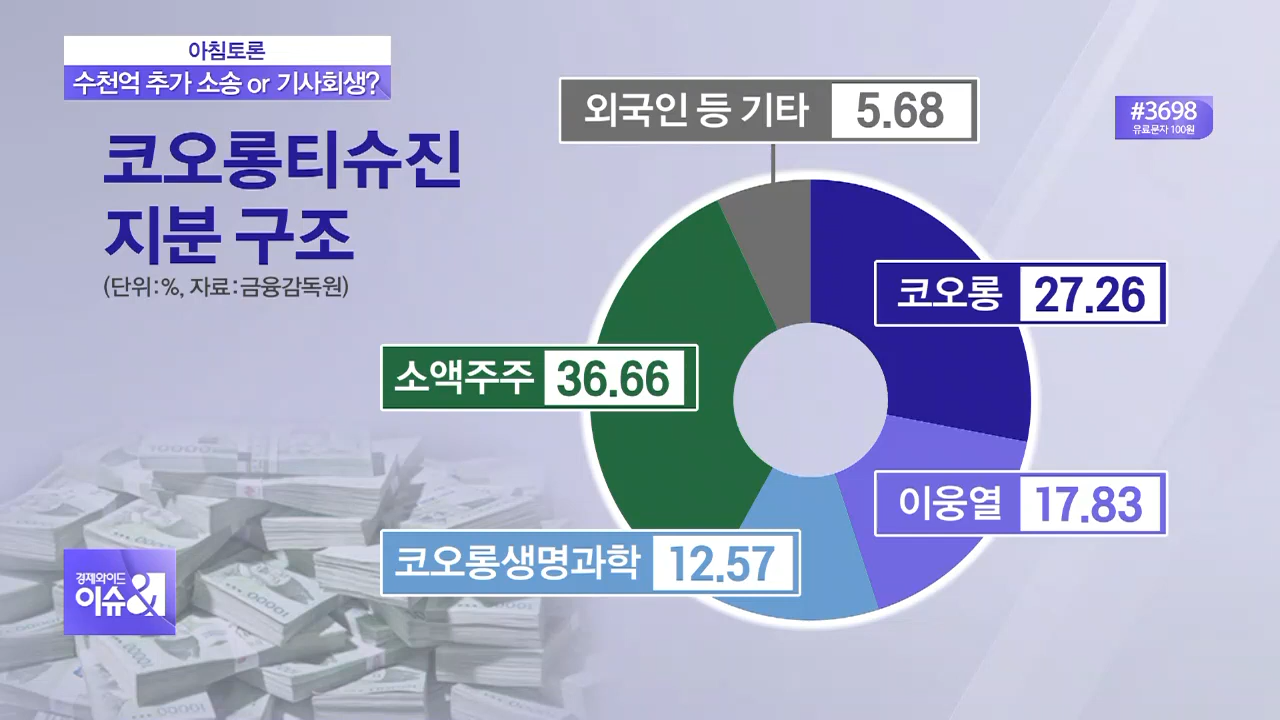 아침토론
수천억 추가 소송 or 기사회생?
#3698
유료문자 100원
코오롱티슈진
지분 구조
(단위:%, 자료:금융감독원)
외국인 등 기타 5.68
코오롱 27.26
소액주주 36.66
이웅열 17.83
코오롱생명과학 12.57
경제와이드
이슈&